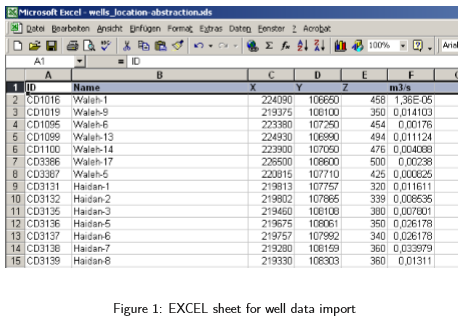 Microsoft Excel - wells_location-abstraction.xls
Datei Bearbeiten Ansicht Einfügen Format Extras Daten Fenster ? Acrobat
100% Arial
A1 = ID
A B C D E F
1 ID Name X Y Z m3/s
2 CD1016 Waleh-1 224090 106650 458 1,36E-05
3 CD1019 Waleh-9 219375 108100 350 0,014103
4 CD1095 Waleh-6 223380 107250 454 0,00176
5 CD1099 Waleh-13 224930 106990 494 0,011124
6 CD1100 Waleh-14 223900 107050 476 0,004088
7 CD3386 Waleh-17 226500 108600 500 0,00238
8 CD3387 Waleh-5 220815 107710 425 0,000825
9 CD3131 Haidan-1 219813 107757 320 0,011611
10 CD3132 Haidan-2 219802 107865 339 0,008535
11 CD3135 Haidan-3 219460 108108 380 0,007801
12 CD3136 Haidan-5 219675 108061 350 0,026178
13 CD3137 Haidan-6 219757 107992 340 0,026178
14 CD3138 Haidan-7 219280 108159 360 0,033979
15 CD3139 Haidan-8 219330 108303 360 0,01311
Figure 1: EXCEL sheet for well data import